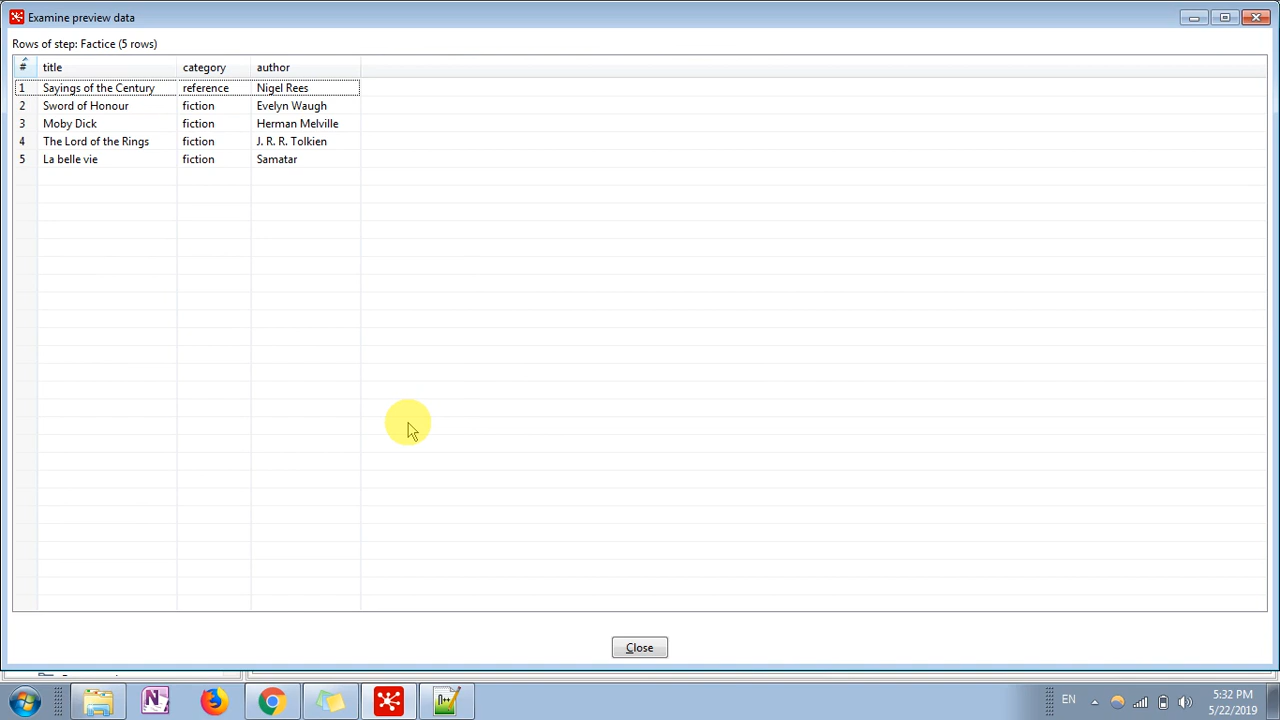 Examine preview data
Rows of step: Factice (5 rows)
# title category author
1 Sayings of the Century reference Nigel Rees
2 Sword of Honour fiction Evelyn Waugh
3 Moby Dick fiction Herman Melville
4 The Lord of the Rings fiction J. R. R. Tolkien
5 La belle vie fiction Samatar
Close
EN
5:32 PM
5/22/2019